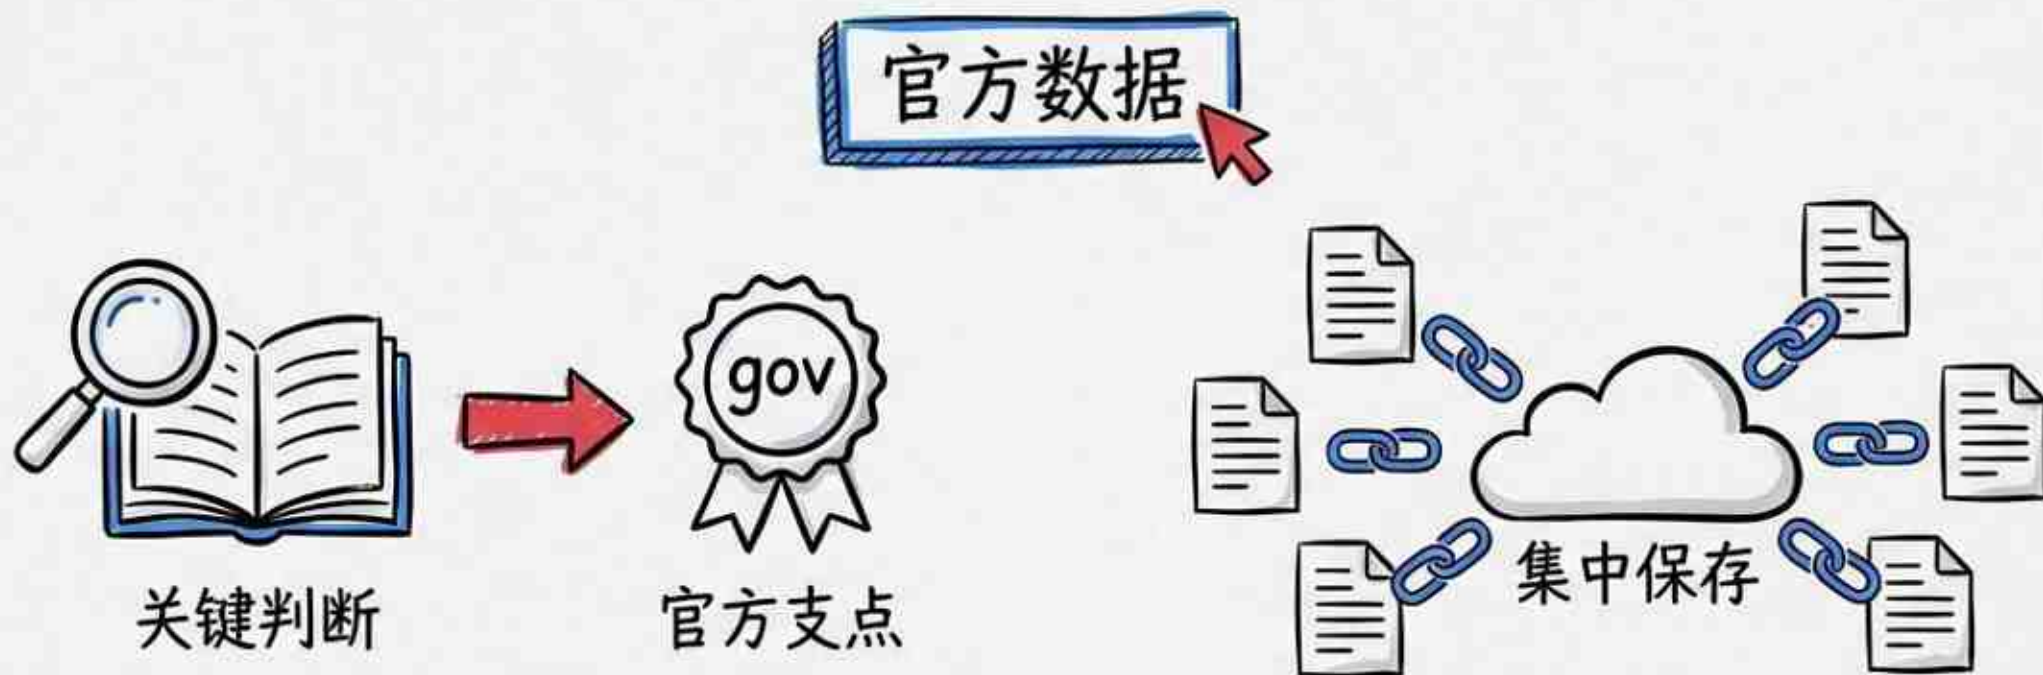 官方数据
gov
关键判断
官方支点
集中保存